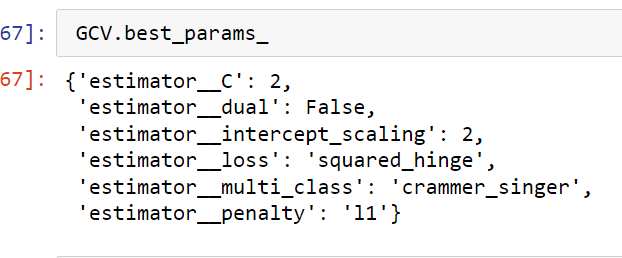 67]: GCV.best_params_
67]: {'estimator__C': 2,
'estimator__dual': False,
'estimator__intercept_scaling': 2,
'estimator__loss': 'squared_hinge',
'estimator__multi_class': 'crammer_singer',
'estimator__penalty': 'l1'}